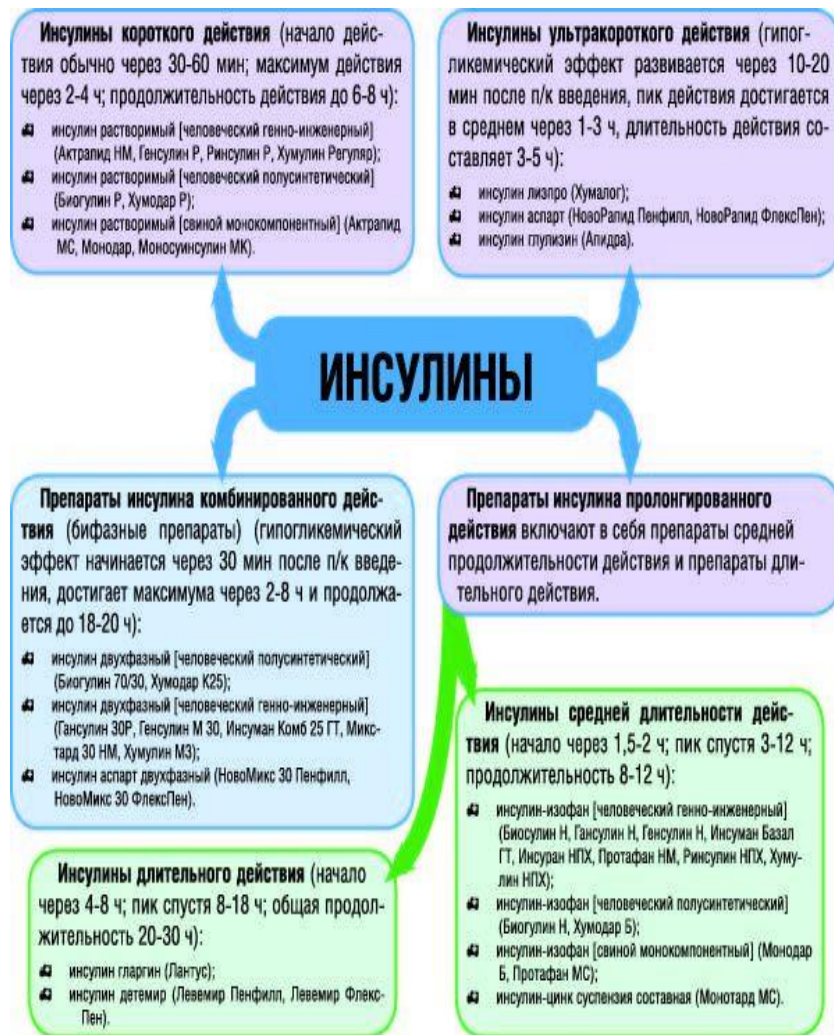 Инсулины короткого действия (начало дейс-
твия обычно через 30-60 мин; максимум действия
через 2-4 ч; продолжительность действия до 6-8 ч):
инсулин растворимый [человеческий генно-инженерный]
(Актрапид НМ, Генсулин Р, Ринсулин Р, Хумулин Регуляр);
инсулин растворимый [человеческий полусинтетический]
(Биогулин Р, Хумодар Р);
инсулин растворимый [свиной монокомпонентный] (Актрапид
МС, Монодар, Моносуинсулин МК).
Инсулины ультракороткого действия (гипог-
ликемический эффект развивается через 10-20
мин после п/к введения, пик действия достигается
в среднем через 1-3 ч, длительность действия со-
ставляет 3-5 ч):
инсулин лизпро (Хумалог);
инсулин аспарт (НовоРапид Пенфилл, НовоРапид ФлексПен);
инсулин глулизин (Апидра).
ИНСУЛИНЫ
Препараты инсулина комбинированного дейс-
твия (бифазные препараты) (гипогликемический
эффект начинается через 30 мин после п/к введе-
ния, достигает максимума через 2-8 ч и продолжа-
ется до 18-20 ч):
инсулин двухфазный [человеческий полусинтетический]
(Биогулин 70/30, Хумодар К25);
инсулин двухфазный [человеческий генно-инженерный]
(Гансулин 30Р, Генсулин М 30, Инсуман Комб 25 ГТ, Микс-
тард 30 НМ, Хумулин М3);
инсулин аспарт двухфазный (НовоМикс 30 Пенфилл,
НовоМикс 30 ФлексПен).
Препараты инсулина пролонгированного
действия включают в себя препараты средней
продолжительности действия и препараты дли-
тельного действия.
Инсулины средней длительности дейс-
твия (начало через 1,5-2 ч; пик спустя 3-12 ч;
продолжительность 8-12 ч):
инсулин-изофан [человеческий генно-инженерный]
(Биосулин Н, Гансулин Н, Генсулин Н, Инсуман Базал
ГТ, Инсуран НПХ, Протафан НМ, Ринсулин НПХ, Хуму-
лин НПХ);
инсулин-изофан [человеческий полусинтетический]
(Биогулин Н, Хумодар Б);
инсулин-изофан [свиной монокомпонентный] (Монодар
Б, Протафан МС);
инсулин-цинк суспензия составная (Монотард МС).
Инсулины длительного действия (начало
через 4-8 ч; пик спустя 8-18 ч; общая продол-
жительность 20-30 ч):
инсулин гларгин (Лантус);
инсулин детемир (Левемир Пенфилл, Левемир Флекс-
Пен).